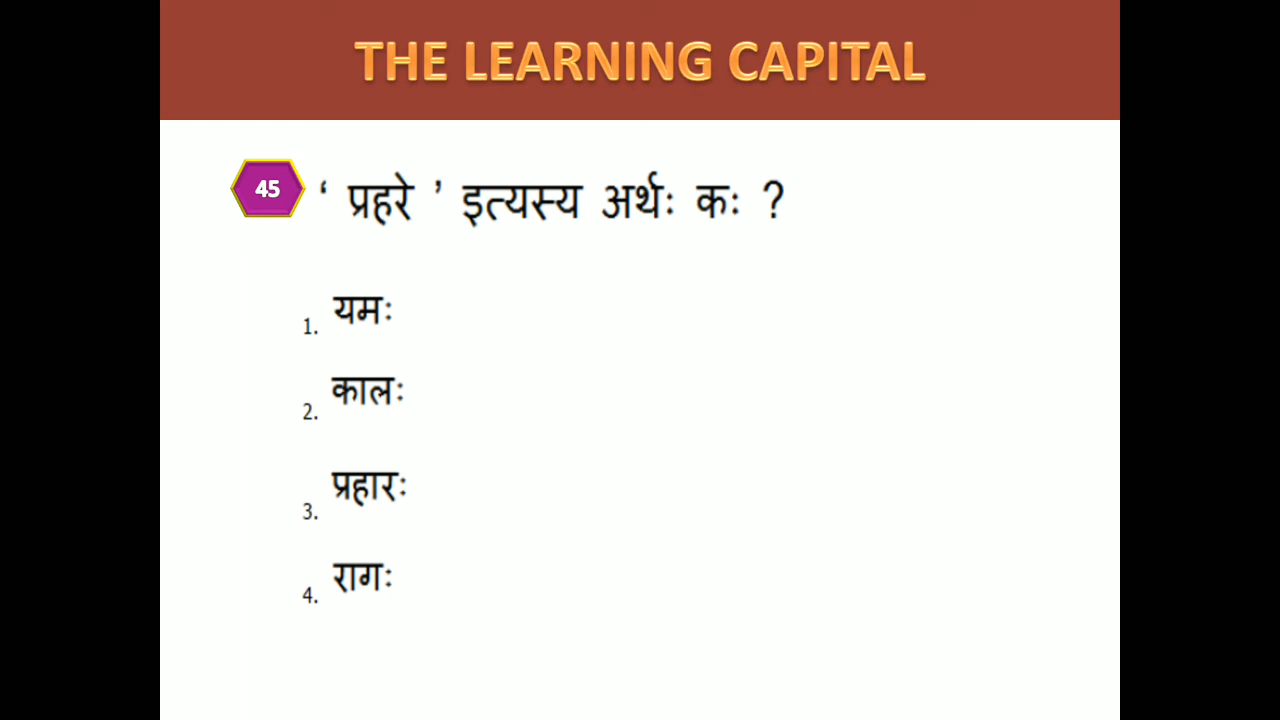 THE LEARNING CAPITAL
45 ‘ प्रहरे ’ इत्यस्य अर्थः कः ?
1. यमः
2. कालः
3. प्रहारः
4. रागः